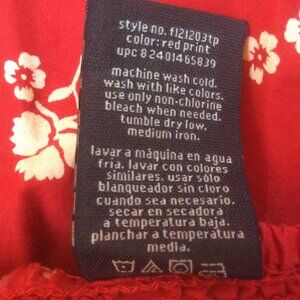 style no. f121203tp
color: red print
upc 82401465839
machine wash cold.
wash with like colors.
use only non-chlorine
bleach when needed.
tumble dry low.
medium iron.
lavar a máquina en agua
fría. lavar con colores
similares. usar sólo
blanqueador sin cloro
cuando sea necesario.
secar en secadora
a temperatura baja.
planchar a temperatura
media.